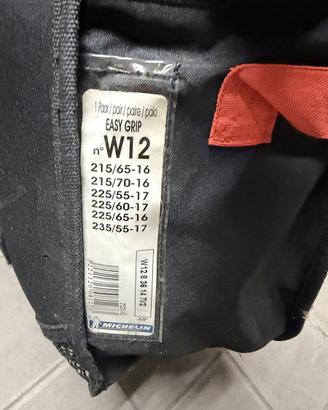 1 Paar / pair / paire / paio
EASY GRIP
n° W12
215/65-16
215/70-16
225/55-17
225/60-17
225/65-16
235/55-17
MICHELIN